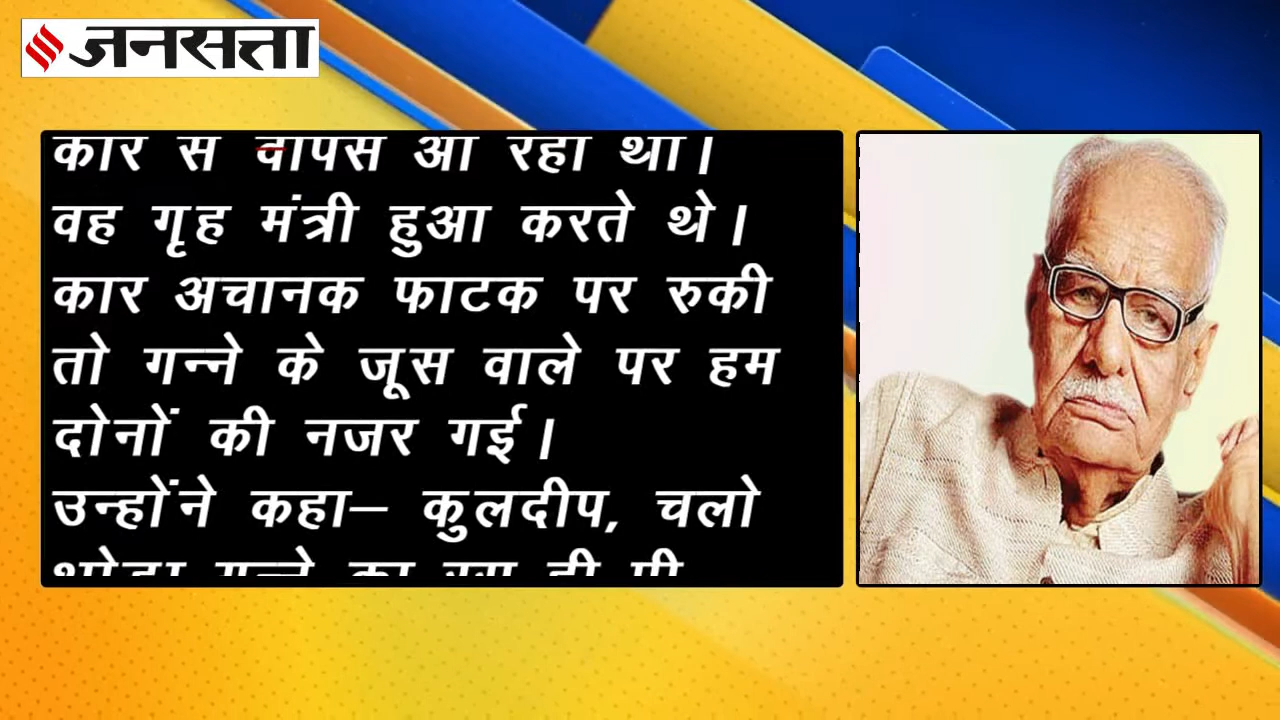 जनसत्ता
कार से वापस आ रहा था।
वह गृह मंत्री हुआ करते थे।
कार अचानक फाटक पर रुकी
तो गन्ने के जूस वाले पर हम
दोनों की नजर गई।
उन्होंने कहा– कुलदीप, चलो